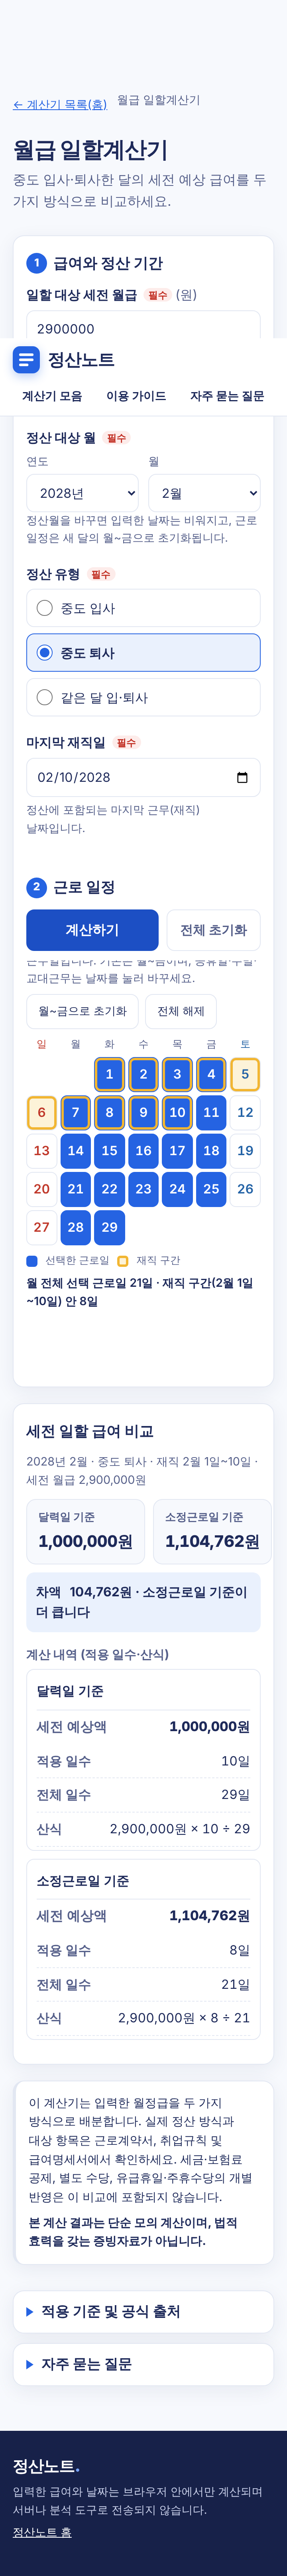 ← 계산기 목록(홈) 월급 일할계산기
월급 일할계산기
중도 입사·퇴사한 달의 세전 예상 급여를 두
가지 방식으로 비교하세요.
1 급여와 정산 기간
일할 대상 세전 월급 필수 (원)
2900000
정산노트
계산기 모음 이용 가이드 자주 묻는 질문
정산 대상 월 필수
연도 월
2028년 2월
정산월을 바꾸면 입력한 날짜는 비워지고, 근로
일정은 새 달의 월~금으로 초기화됩니다.
정산 유형 필수
중도 입사
중도 퇴사
같은 달 입·퇴사
마지막 재직일 필수
02/10/2028
정산에 포함되는 마지막 근무(재직)
날짜입니다.
2 근로 일정
계산하기 전체 초기화
교대근무는 날짜를 눌러 바꾸세요.
월~금으로 초기화 전체 해제
일 월 화 수 목 금 토
1 2 3 4 5
6 7 8 9 10 11 12
13 14 15 16 17 18 19
20 21 22 23 24 25 26
27 28 29
선택한 근로일 재직 구간
월 전체 선택 근로일 21일 · 재직 구간(2월 1일
~10일) 안 8일
세전 일할 급여 비교
2028년 2월 · 중도 퇴사 · 재직 2월 1일~10일 ·
세전 월급 2,900,000원
달력일 기준 소정근로일 기준
1,000,000원 1,104,762원
차액 104,762원 · 소정근로일 기준이
더 큽니다
계산 내역 (적용 일수·산식)
달력일 기준
세전 예상액 1,000,000원
적용 일수 10일
전체 일수 29일
산식 2,900,000원 × 10 ÷ 29
소정근로일 기준
세전 예상액 1,104,762원
적용 일수 8일
전체 일수 21일
산식 2,900,000원 × 8 ÷ 21
이 계산기는 입력한 월정급을 두 가지
방식으로 배분합니다. 실제 정산 방식과
대상 항목은 근로계약서, 취업규칙 및
급여명세서에서 확인하세요. 세금·보험료
공제, 별도 수당, 유급휴일·주휴수당의 개별
반영은 이 비교에 포함되지 않습니다.
본 계산 결과는 단순 모의 계산이며, 법적
효력을 갖는 증빙자료가 아닙니다.
적용 기준 및 공식 출처
자주 묻는 질문
정산노트.
입력한 급여와 날짜는 브라우저 안에서만 계산되며
서버나 분석 도구로 전송되지 않습니다.
정산노트 홈